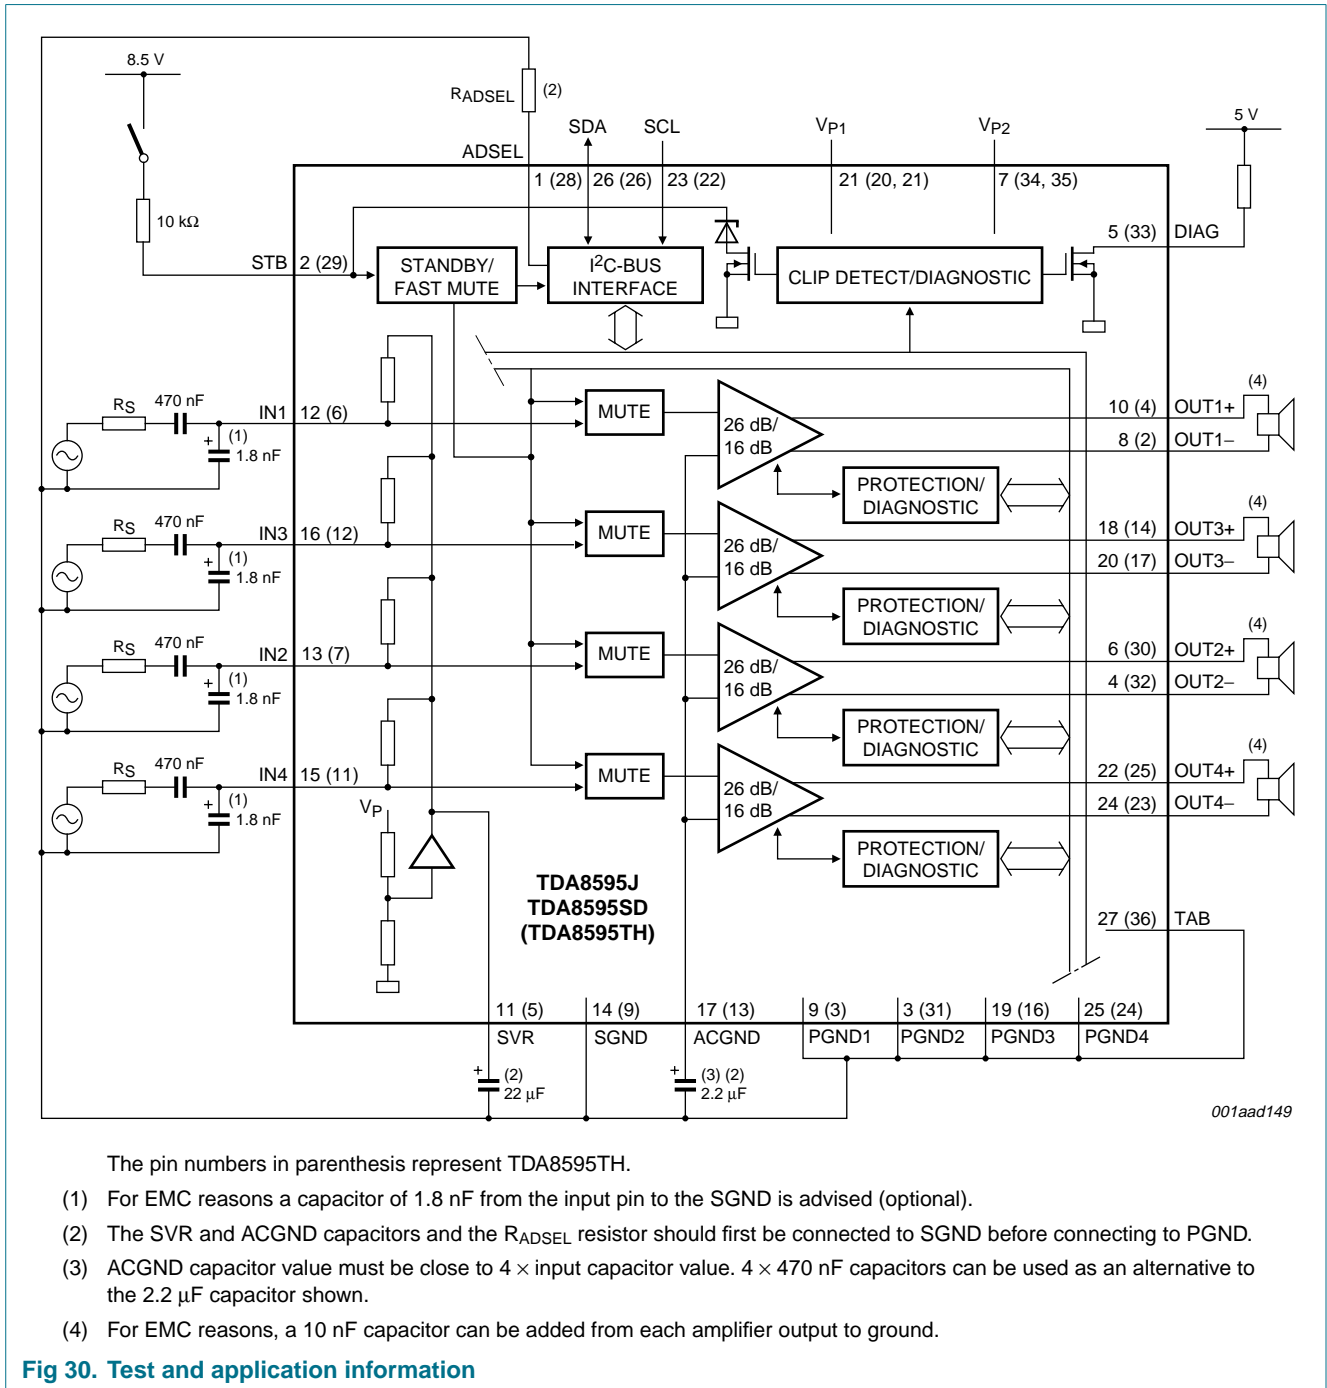 8.5 V
RADSEL (2)
SDA SCL VP1 VP2 5 V
ADSEL
1 (28) 26 (26) 23 (22) 21 (20, 21) 7 (34, 35)
10 kΩ
5 (33) DIAG
STB 2 (29)
STANDBY/
FAST MUTE
I²C-BUS
INTERFACE
CLIP DETECT/DIAGNOSTIC
RS 470 nF IN1 12 (6)
(1)
+ 1.8 nF
MUTE
26 dB/
16 dB
10 (4) OUT1+
(4)
8 (2) OUT1−
PROTECTION/
DIAGNOSTIC
RS 470 nF IN3 16 (12)
(1)
+ 1.8 nF
MUTE
26 dB/
16 dB
18 (14) OUT3+
(4)
20 (17) OUT3−
PROTECTION/
DIAGNOSTIC
RS 470 nF IN2 13 (7)
(1)
+ 1.8 nF
MUTE
26 dB/
16 dB
6 (30) OUT2+
(4)
4 (32) OUT2−
PROTECTION/
DIAGNOSTIC
RS 470 nF IN4 15 (11)
(1)
+ 1.8 nF
MUTE
26 dB/
16 dB
22 (25) OUT4+
(4)
24 (23) OUT4−
PROTECTION/
DIAGNOSTIC
VP
TDA8595J
TDA8595SD
(TDA8595TH)
27 (36) TAB
11 (5) 14 (9) 17 (13) 9 (3) 3 (31) 19 (16) 25 (24)
SVR SGND ACGND PGND1 PGND2 PGND3 PGND4
+ (2)
22 μF
+ (3) (2)
2.2 μF
001aad149
The pin numbers in parenthesis represent TDA8595TH.
(1) For EMC reasons a capacitor of 1.8 nF from the input pin to the SGND is advised (optional).
(2) The SVR and ACGND capacitors and the RADSEL resistor should first be connected to SGND before connecting to PGND.
(3) ACGND capacitor value must be close to 4 × input capacitor value. 4 × 470 nF capacitors can be used as an alternative to
the 2.2 μF capacitor shown.
(4) For EMC reasons, a 10 nF capacitor can be added from each amplifier output to ground.
Fig 30. Test and application information